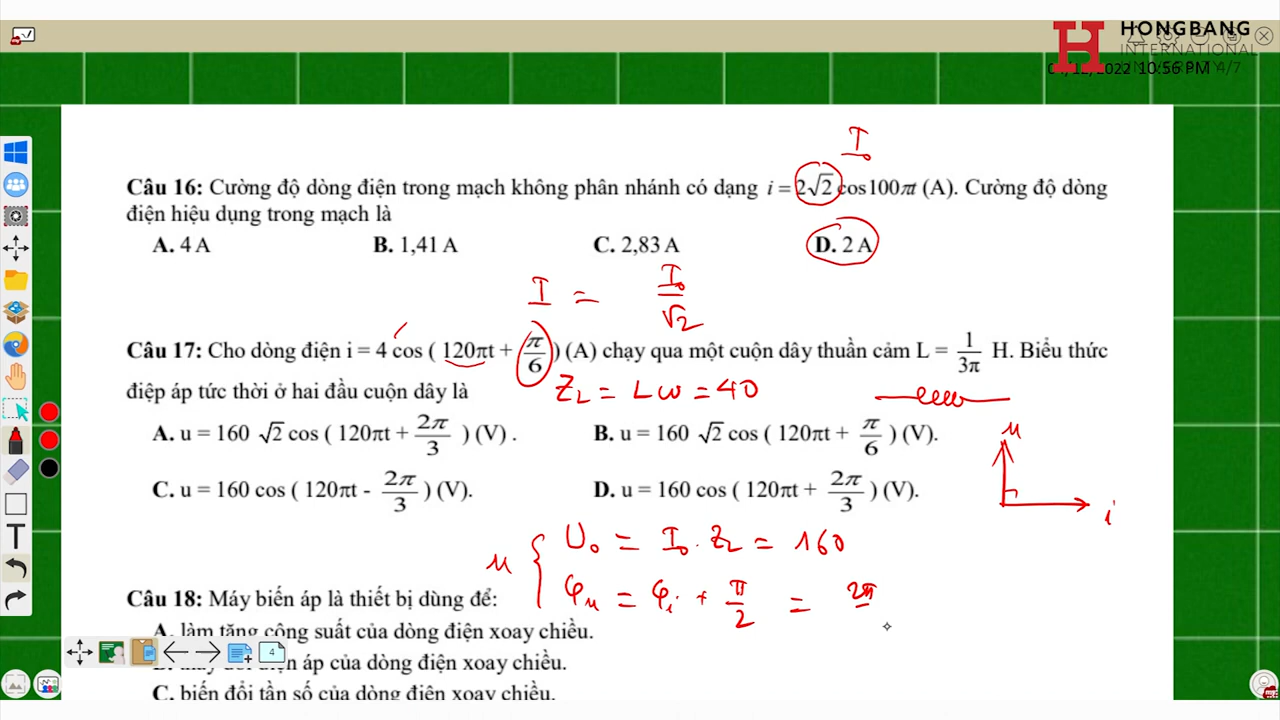 HONGBANG
INTERNATIONAL
UNIVERSITY
2022 10:56 PM 4/7
I₀
Câu 16: Cường độ dòng điện trong mạch không phân nhánh có dạng i = 2√2 cos100πt (A). Cường độ dòng
điện hiệu dụng trong mạch là
A. 4 A B. 1,41 A C. 2,83 A D. 2 A
I = I₀/√2
Câu 17: Cho dòng điện i = 4 cos ( 120πt + π/6 ) (A) chạy qua một cuộn dây thuần cảm L = 1/3π H. Biểu thức
điệp áp tức thời ở hai đầu cuộn dây là
Z_L = Lω = 40
A. u = 160 √2 cos ( 120πt + 2π/3 ) (V) . B. u = 160 √2 cos ( 120πt + π/6 ) (V).
C. u = 160 cos ( 120πt - 2π/3 ) (V). D. u = 160 cos ( 120πt + 2π/3 ) (V).
u
i
u { U₀ = I₀ . Z_L = 160
φ_u = φ_i + π/2 = 2π
Câu 18: Máy biến áp là thiết bị dùng để:
A. làm tăng công suất của dòng điện xoay chiều.
điện áp của dòng điện xoay chiều.
C. biến đổi tần số của dòng điện xoay chiều.
T
4